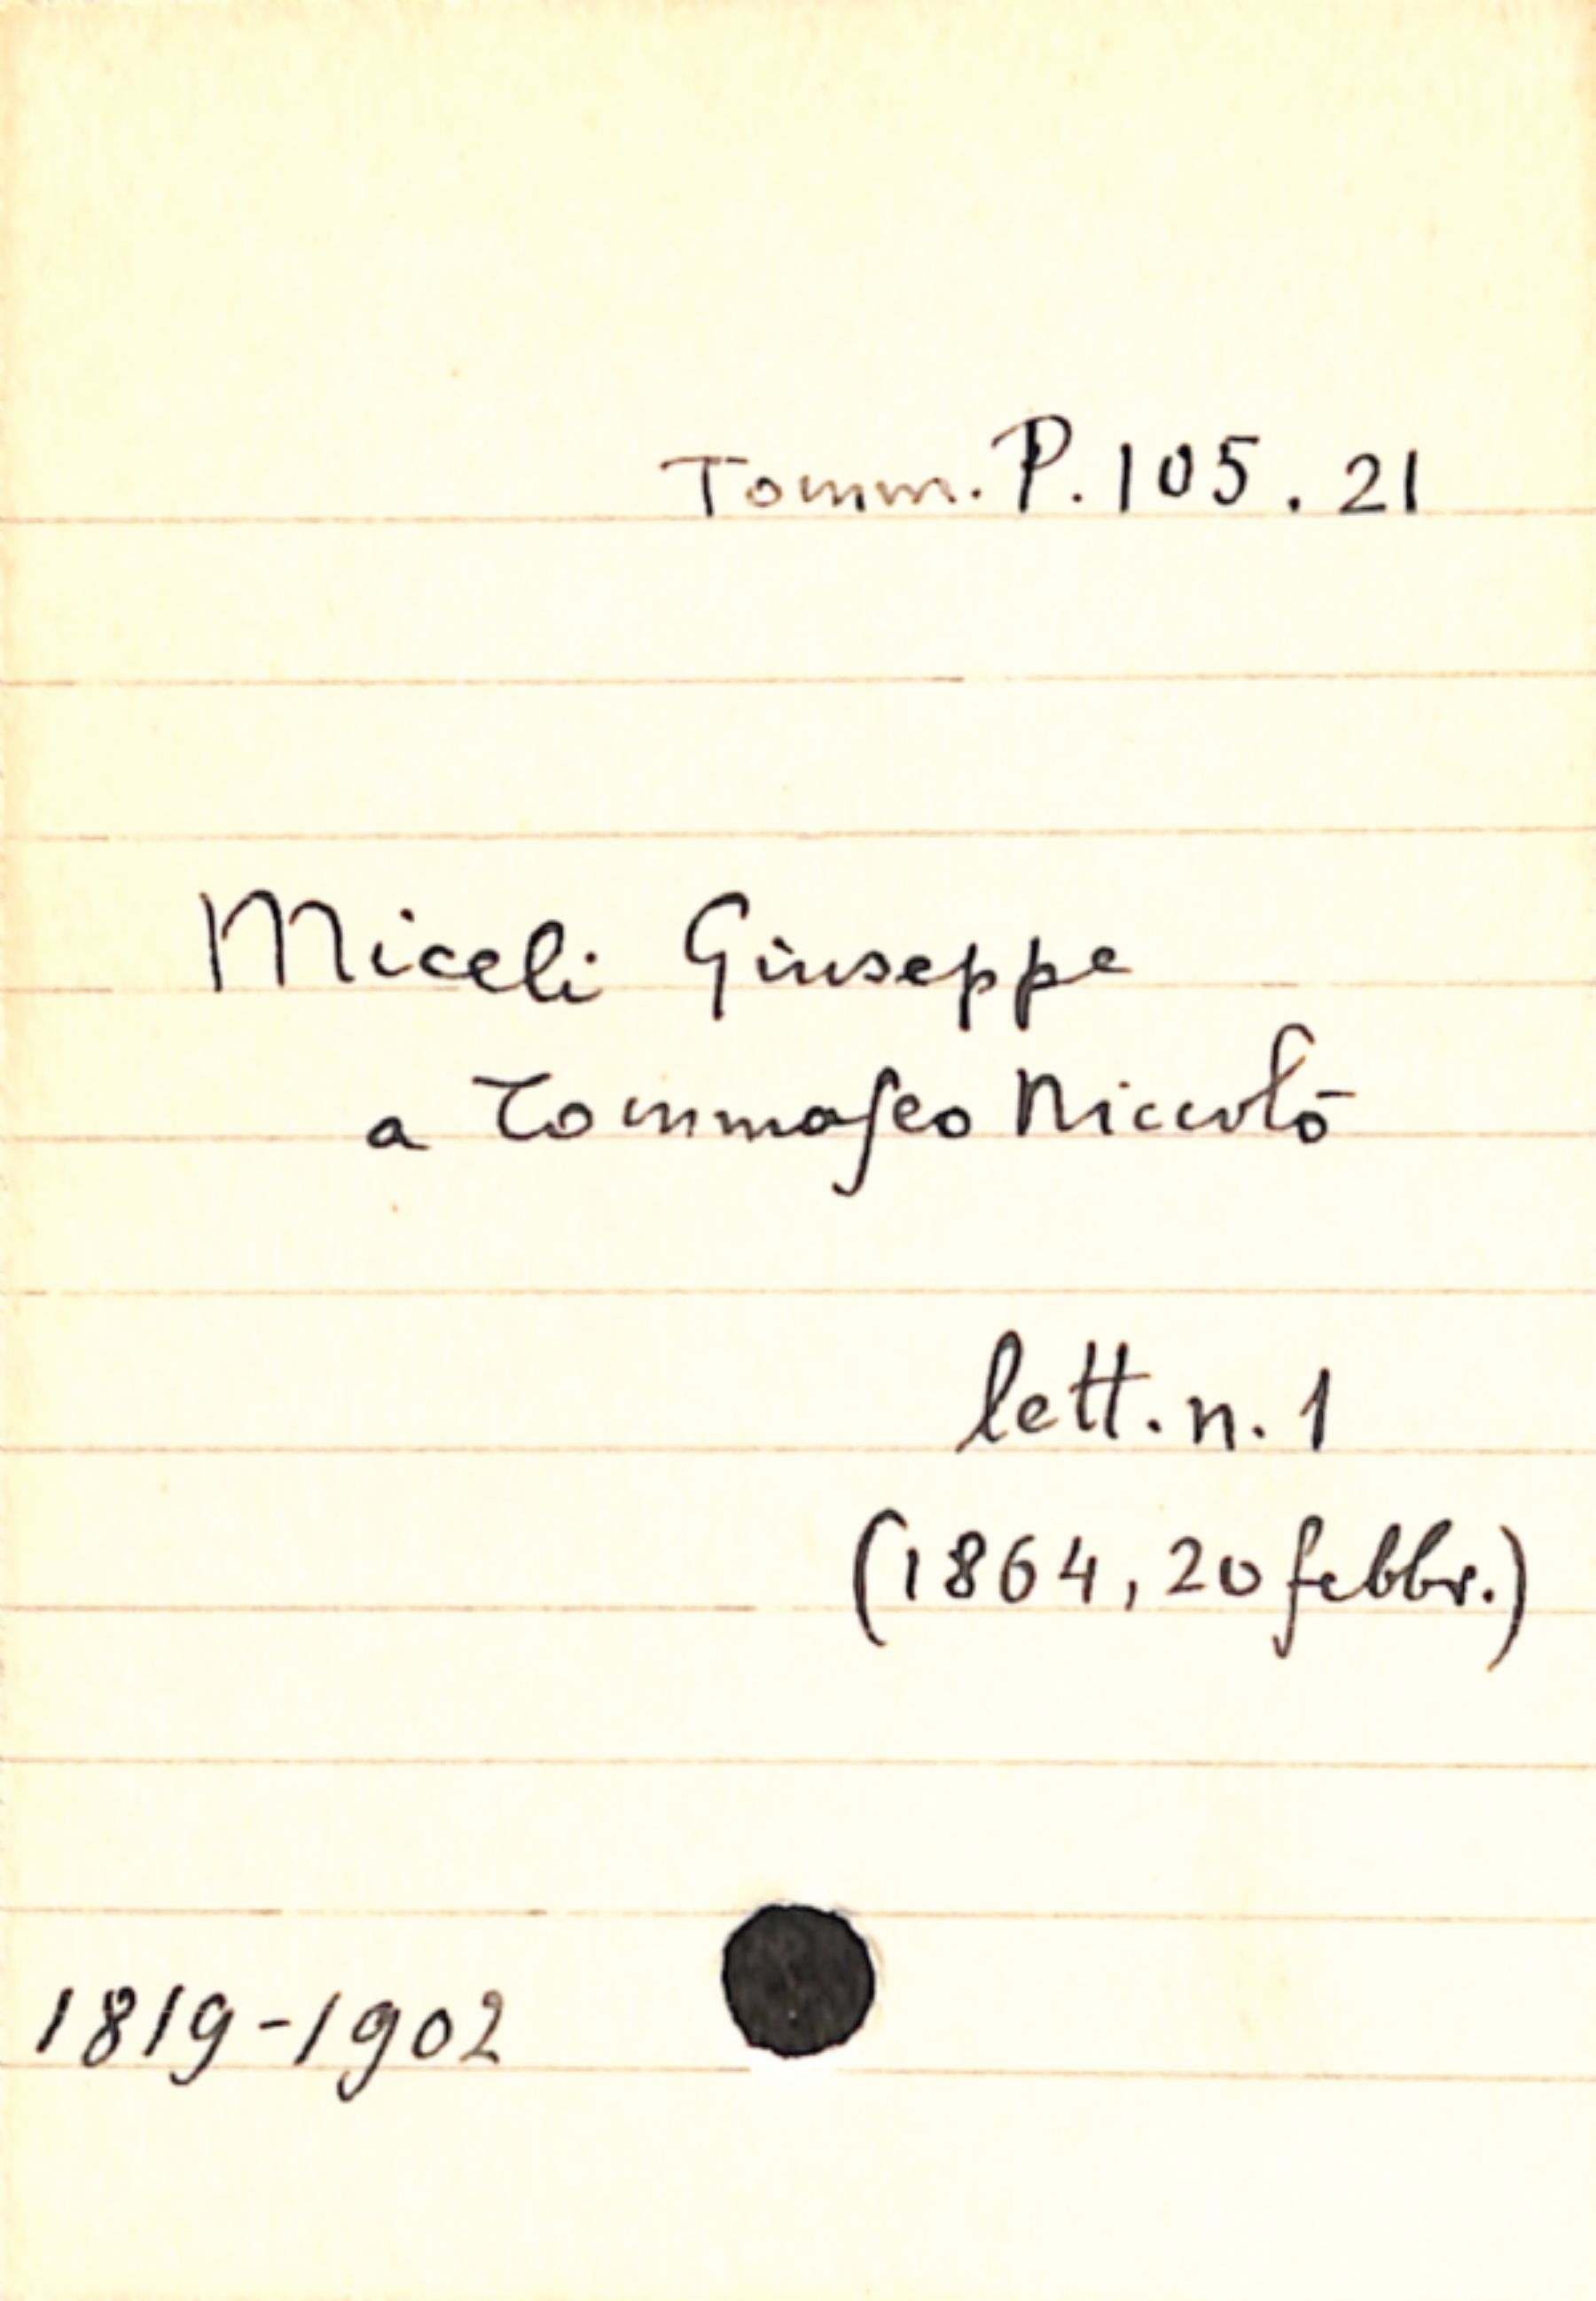 Tomm. P. 105. 21
Miceli Giuseppe
a Tommaseo Niccolò
lett. n. 1
(1864, 20 febbr.)
1819-1902